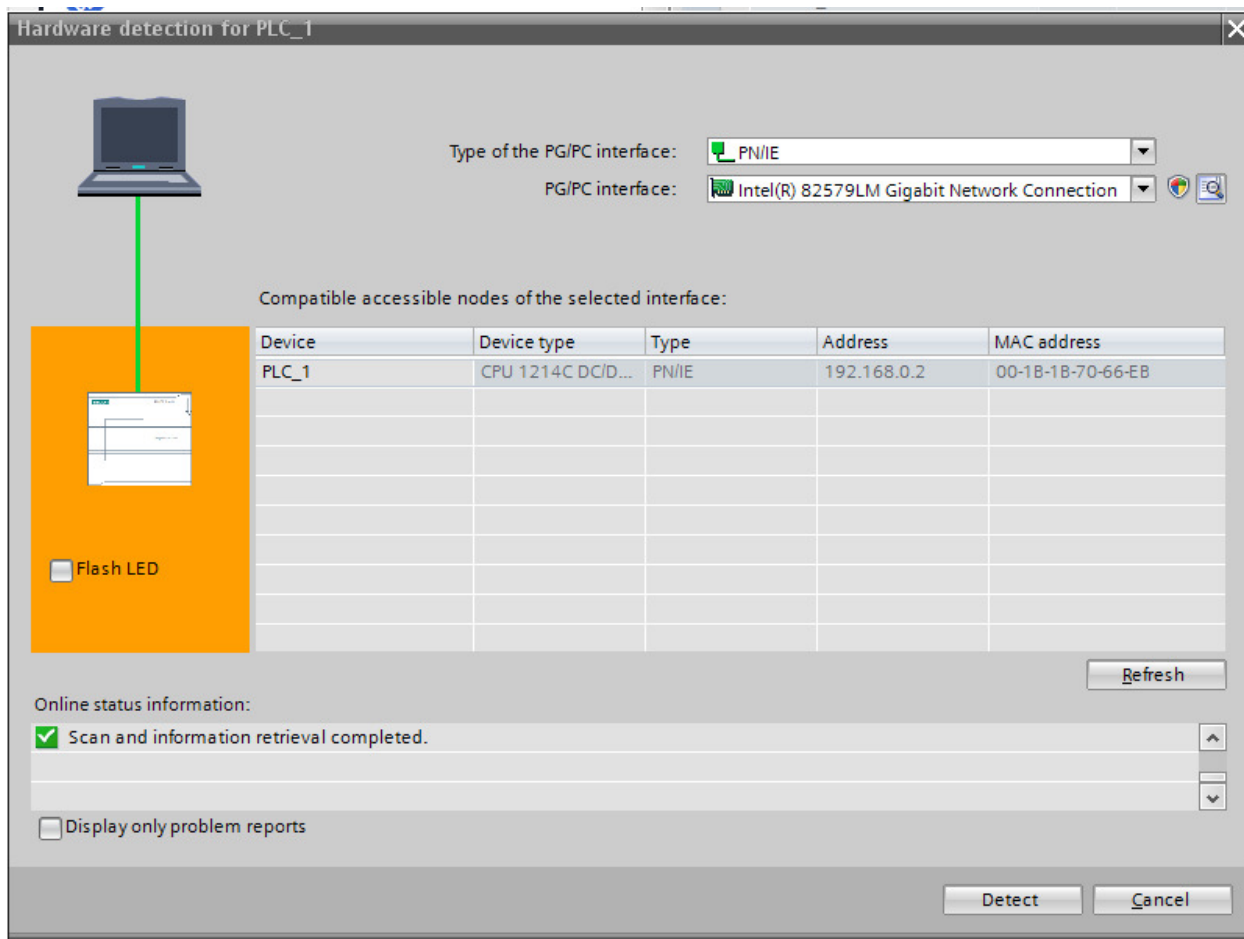 Hardware detection for PLC_1
Type of the PG/PC interface: PN/IE
PG/PC interface: Intel(R) 82579LM Gigabit Network Connection
Compatible accessible nodes of the selected interface:
Device Device type Type Address MAC address
PLC_1 CPU 1214C DC/D... PN/IE 192.168.0.2 00-1B-1B-70-66-EB
Flash LED
Refresh
Online status information:
Scan and information retrieval completed.
Display only problem reports
Detect Cancel